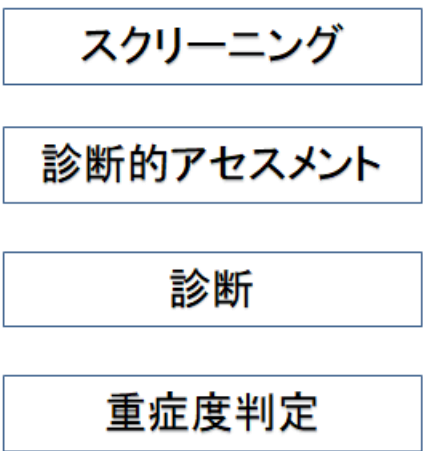 スクリーニング
診断的アセスメント
診断
重症度判定